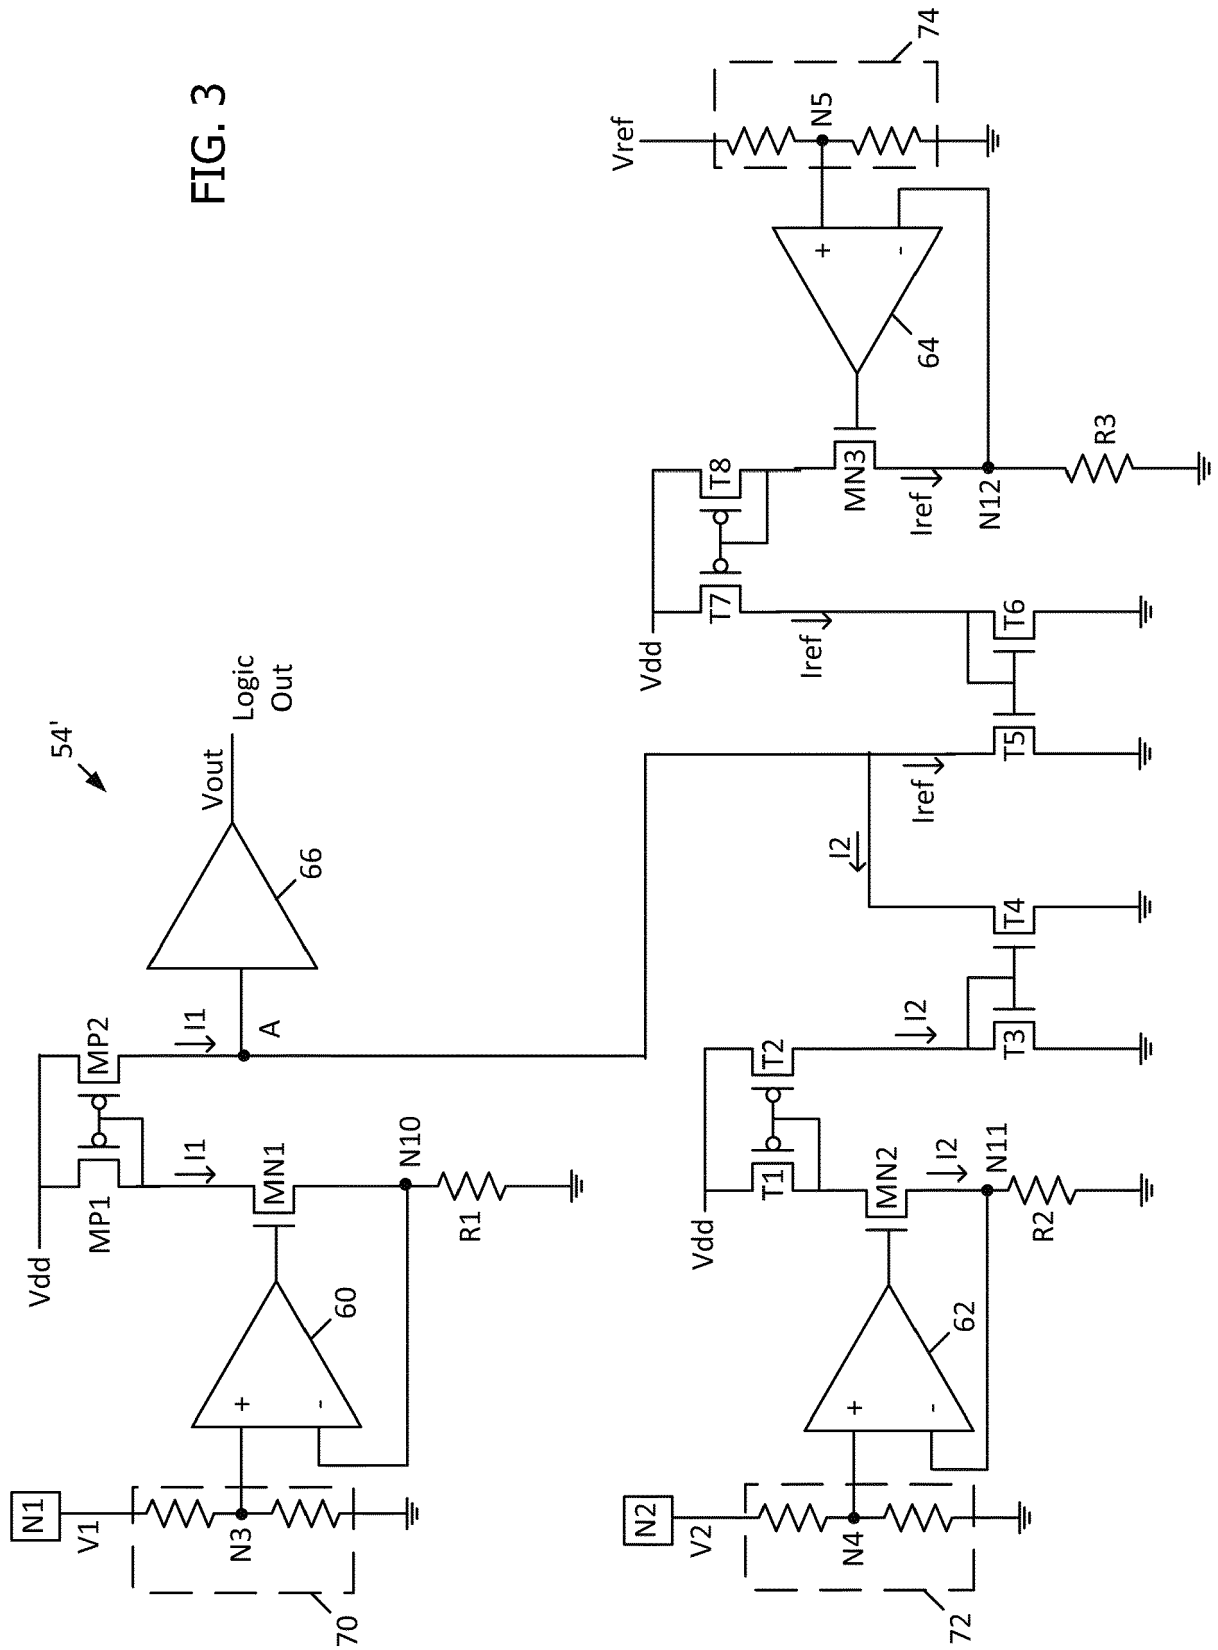 FIG. 3
54'
Vdd
MP1
MP2
I1
I1
A
66
Vout
Logic
Out
N1
V1
N3
70
+
-
60
MN1
N10
R1
Vdd
T1
T2
I2
T3
T4
I2
N2
V2
N4
72
+
-
62
MN2
I2
N11
R2
Vdd
T7
T8
Iref
Iref
T5
T6
MN3
Iref
N12
R3
64
+
-
Vref
N5
74